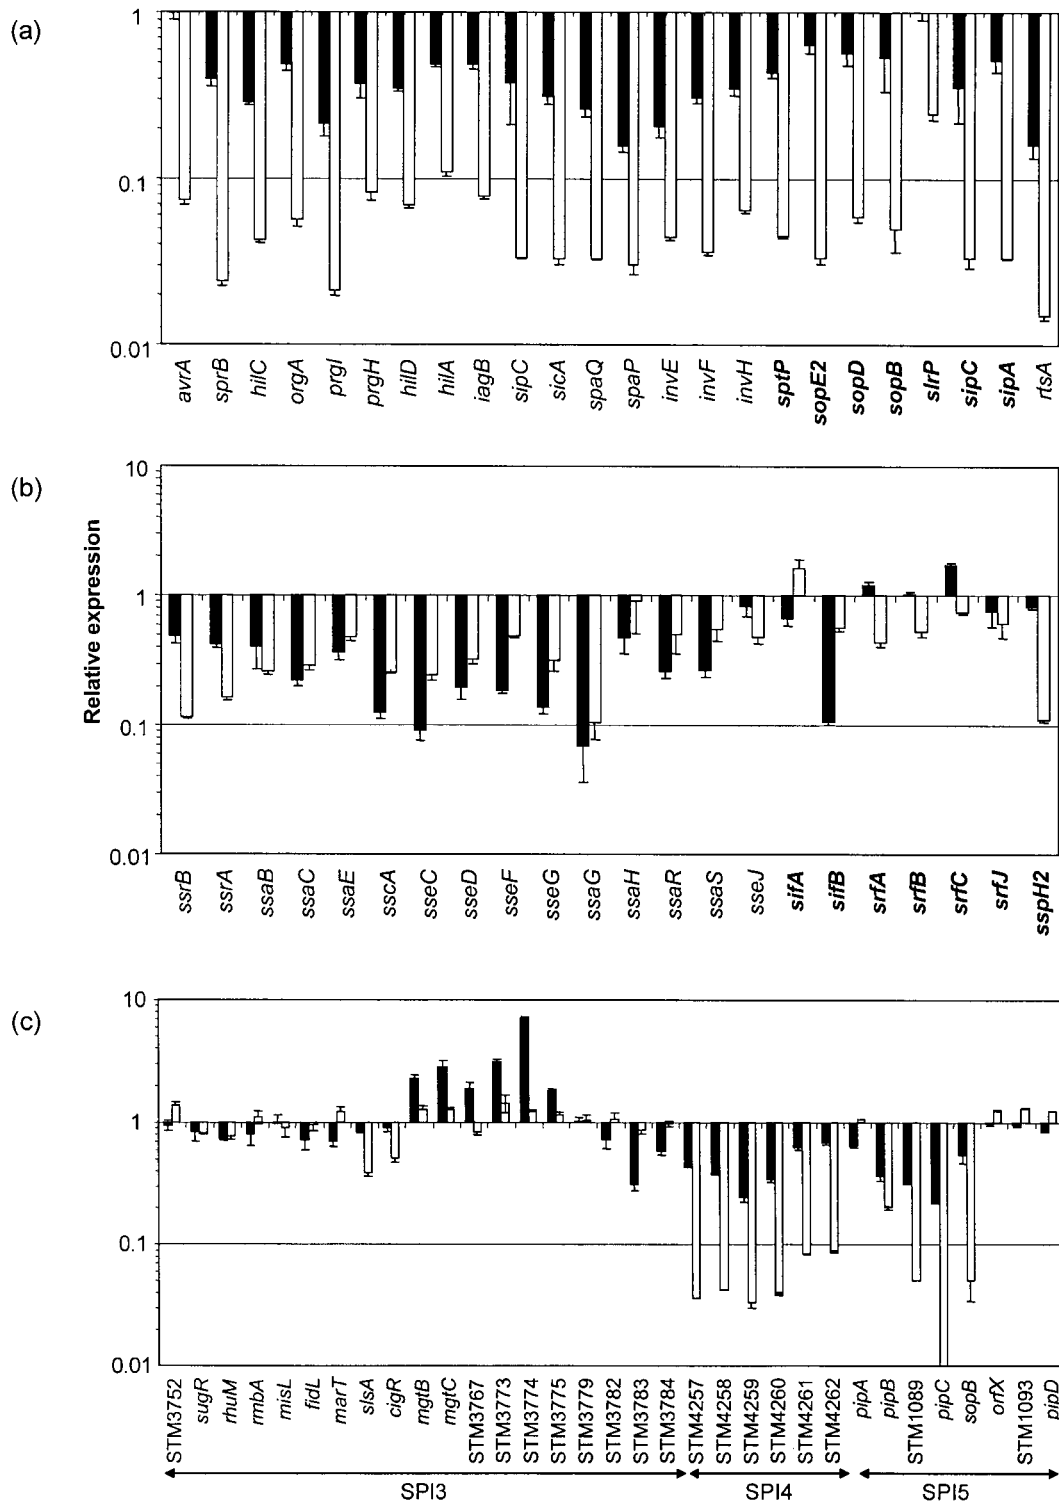 (a)
1
0.1
0.01
avrA
sprB
hilC
orgA
prgI
prgH
hilD
hilA
iagB
sipC
sicA
spaQ
spaP
invE
invF
invH
sptP
sopE2
sopD
sopB
slrP
sipC
sipA
rtsA
(b)
Relative expression
10
1
0.1
0.01
ssrB
ssrA
ssaB
ssaC
ssaE
sscA
sseC
sseD
sseF
sseG
ssaG
ssaH
ssaR
ssaS
sseJ
sifA
sifB
srfA
srfB
srfC
srfJ
sspH2
(c)
10
1
0.1
0.01
STM3752
sugR
rhuM
rmbA
misL
fidL
marT
slsA
cigR
mgtB
mgtC
STM3767
STM3773
STM3774
STM3775
STM3779
STM3782
STM3783
STM3784
STM4257
STM4258
STM4259
STM4260
STM4261
STM4262
pipA
pipB
STM1089
pipC
sopB
orfX
STM1093
pipD
SPI3
SPI4
SPI5